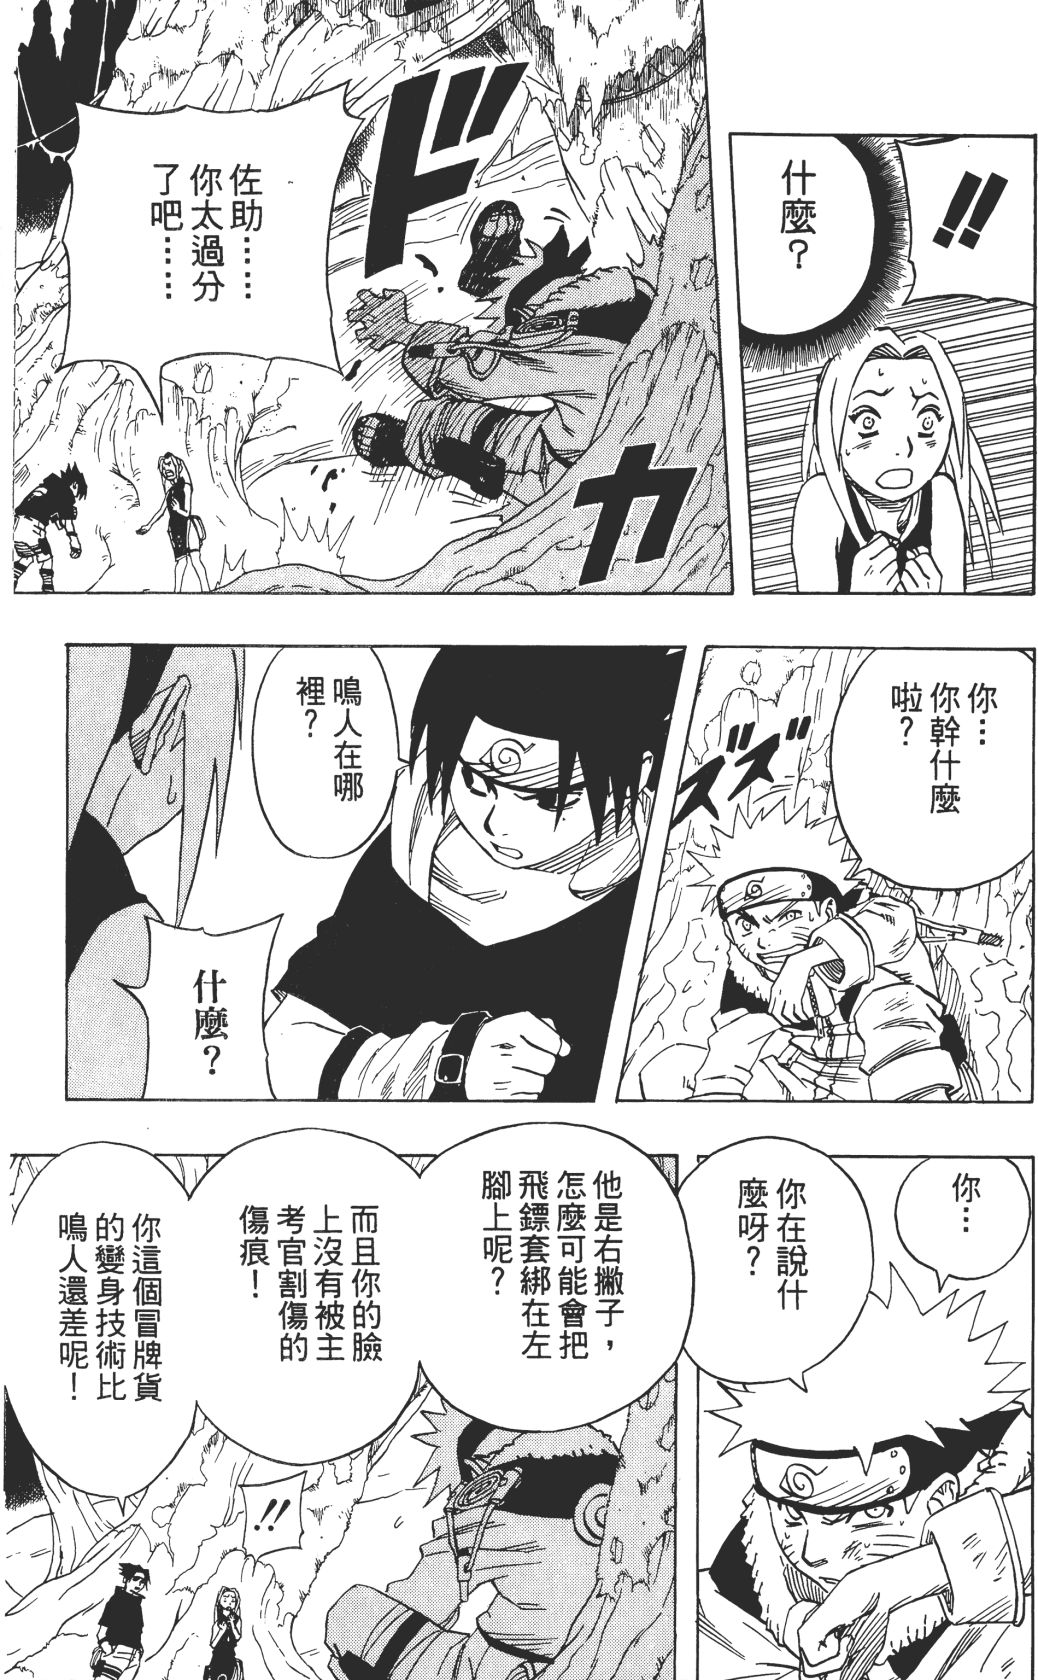 !!
什麼?
ドカ
佐助……
你太過分
了吧……
你…
你幹什麼
啦?
ズズ
鳴人在哪
裡?
什麼?
你…
你在說什
麼呀?
他是右撇子,
怎麼可能會把
飛鏢套綁在左
腳上呢?
而且你的臉
上沒有被主
考官割傷的
傷痕!
你這個冒牌貨
的變身技術比
鳴人還差呢!
!!